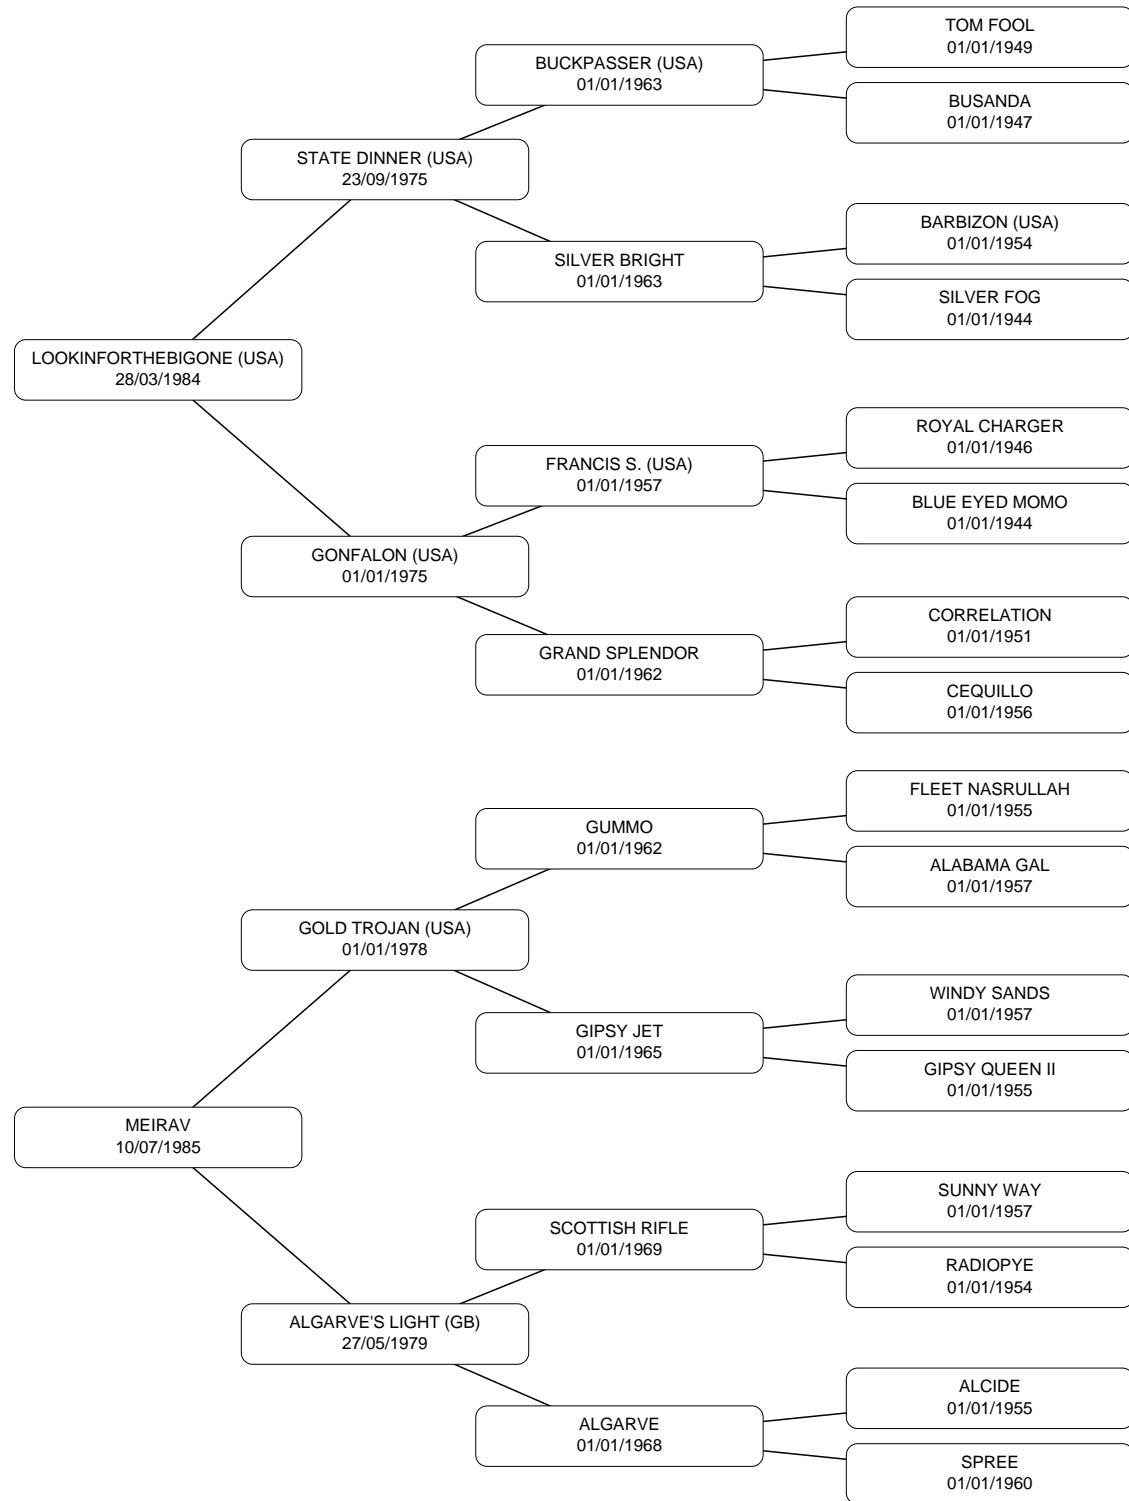 TOM FOOL
01/01/1949
BUCKPASSER (USA)
01/01/1963
BUSANDA
01/01/1947
STATE DINNER (USA)
23/09/1975
BARBIZON (USA)
01/01/1954
SILVER BRIGHT
01/01/1963
SILVER FOG
01/01/1944
LOOKINFORTHEBIGONE (USA)
28/03/1984
ROYAL CHARGER
01/01/1946
FRANCIS S. (USA)
01/01/1957
BLUE EYED MOMO
01/01/1944
GONFALON (USA)
01/01/1975
CORRELATION
01/01/1951
GRAND SPLENDOR
01/01/1962
CEQUILLO
01/01/1956
FLEET NASRULLAH
01/01/1955
GUMMO
01/01/1962
ALABAMA GAL
01/01/1957
GOLD TROJAN (USA)
01/01/1978
WINDY SANDS
01/01/1957
GIPSY JET
01/01/1965
GIPSY QUEEN II
01/01/1955
MEIRAV
10/07/1985
SUNNY WAY
01/01/1957
SCOTTISH RIFLE
01/01/1969
RADIOPYE
01/01/1954
ALGARVE'S LIGHT (GB)
27/05/1979
ALCIDE
01/01/1955
ALGARVE
01/01/1968
SPREE
01/01/1960